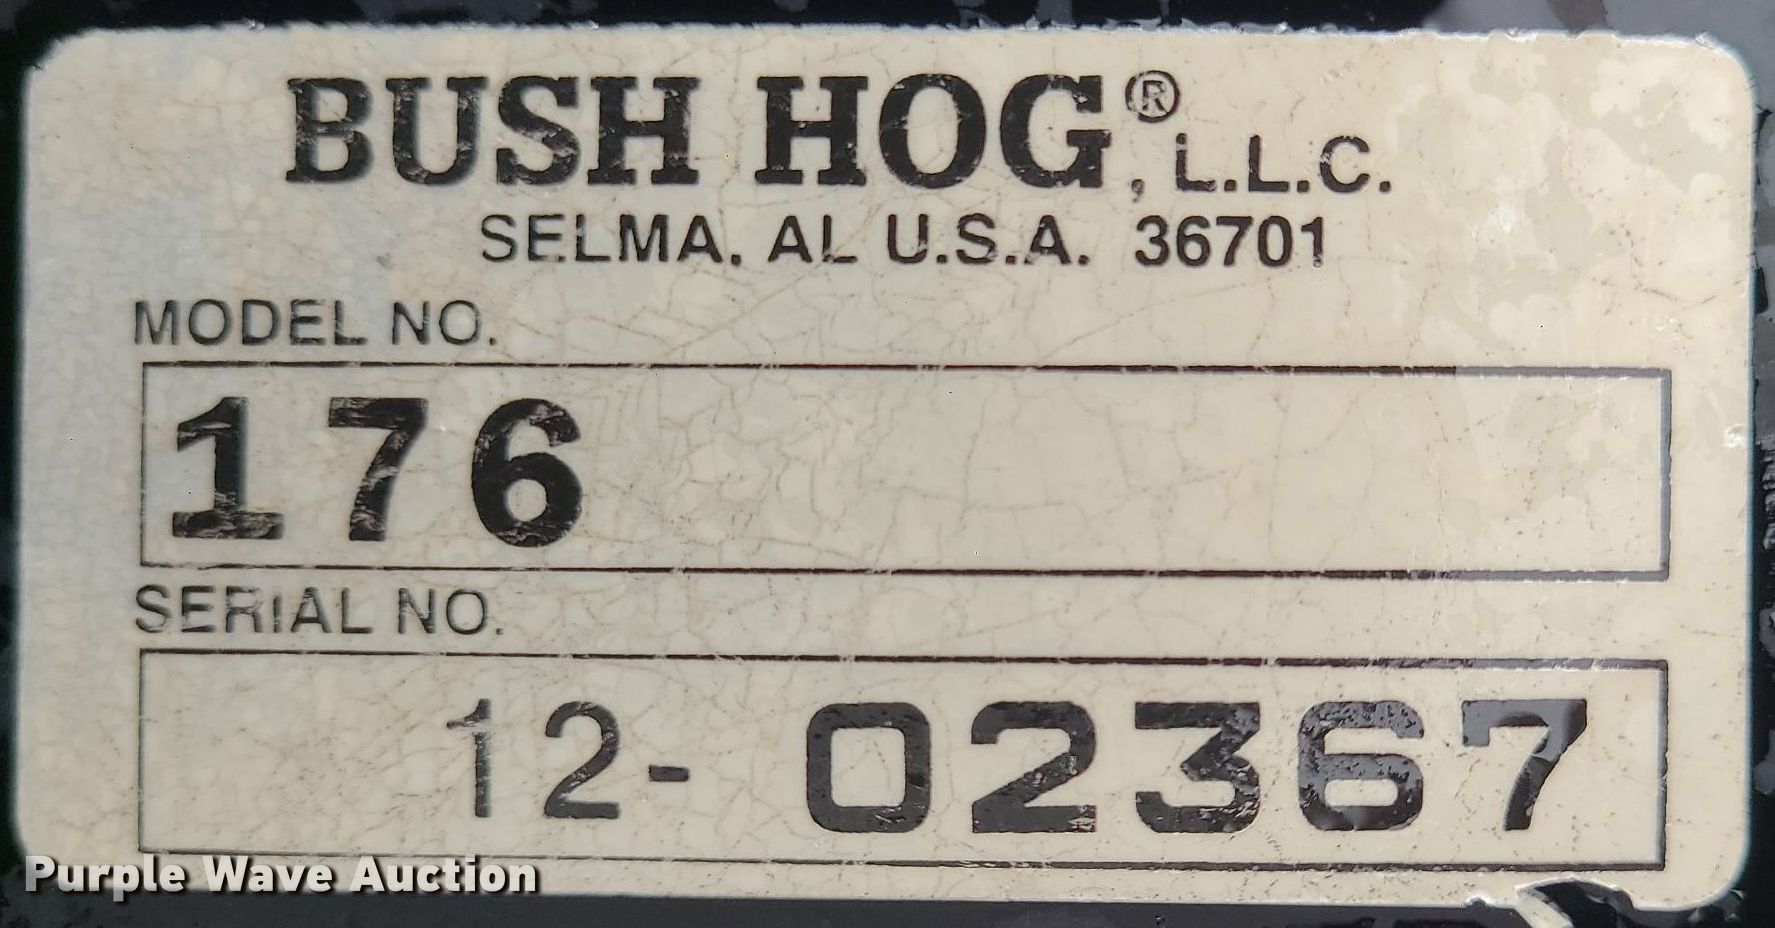 BUSH HOG®, L.L.C.
SELMA, AL U.S.A. 36701
MODEL NO.
176
SERIAL NO.
12-02367
Purple Wave Auction